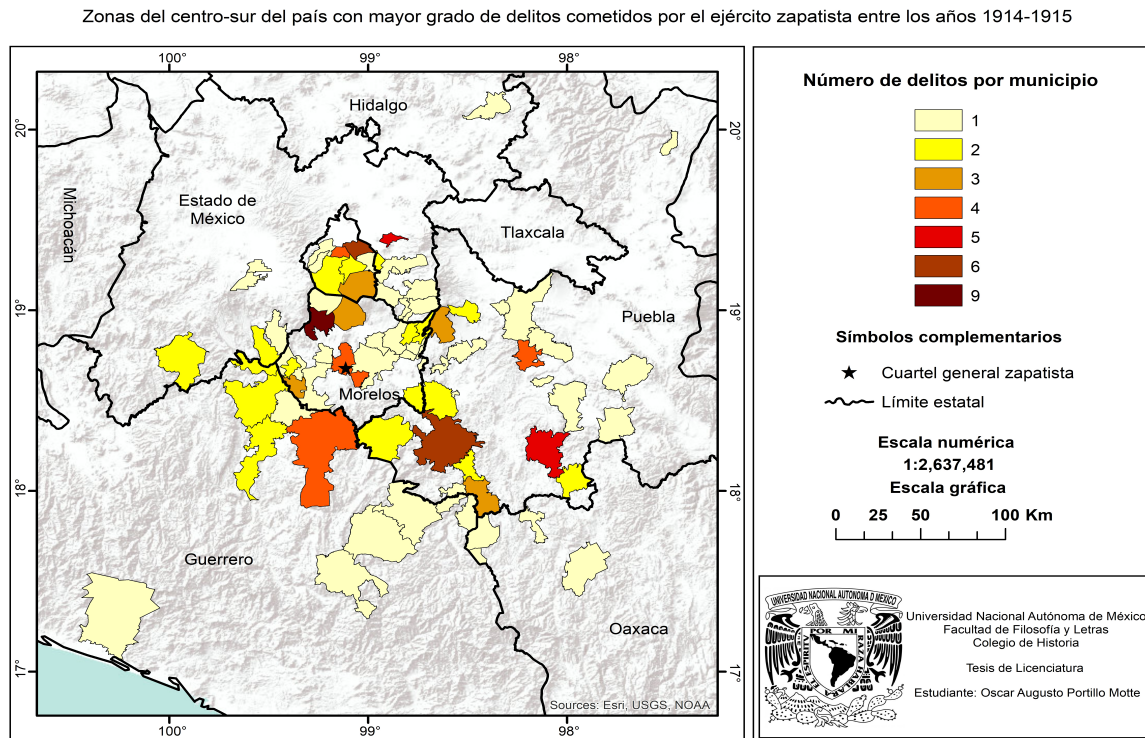 Zonas del centro-sur del país con mayor grado de delitos cometidos por el ejército zapatista entre los años 1914-1915
100°
99°
98°
20°
20°
19°
19°
18°
18°
17°
17°
Hidalgo
Michoacán
Estado de
México
Tlaxcala
Puebla
Morelos
Guerrero
Oaxaca
Sources: Esri, USGS, NOAA
100°
99°
98°
Número de delitos por municipio
1
2
3
4
5
6
9
Símbolos complementarios
Cuartel general zapatista
Límite estatal
Escala numérica
1:2,637,481
Escala gráfica
0 25 50 100 Km
UNIVERSIDAD NACIONAL AUTONOMA D MEXICO
POR MI
RAZA HABLARA
EL ESPIRITV
Universidad Nacional Autónoma de México
Facultad de Filosofía y Letras
Colegio de Historia
Tesis de Licenciatura
Estudiante: Oscar Augusto Portillo Motte